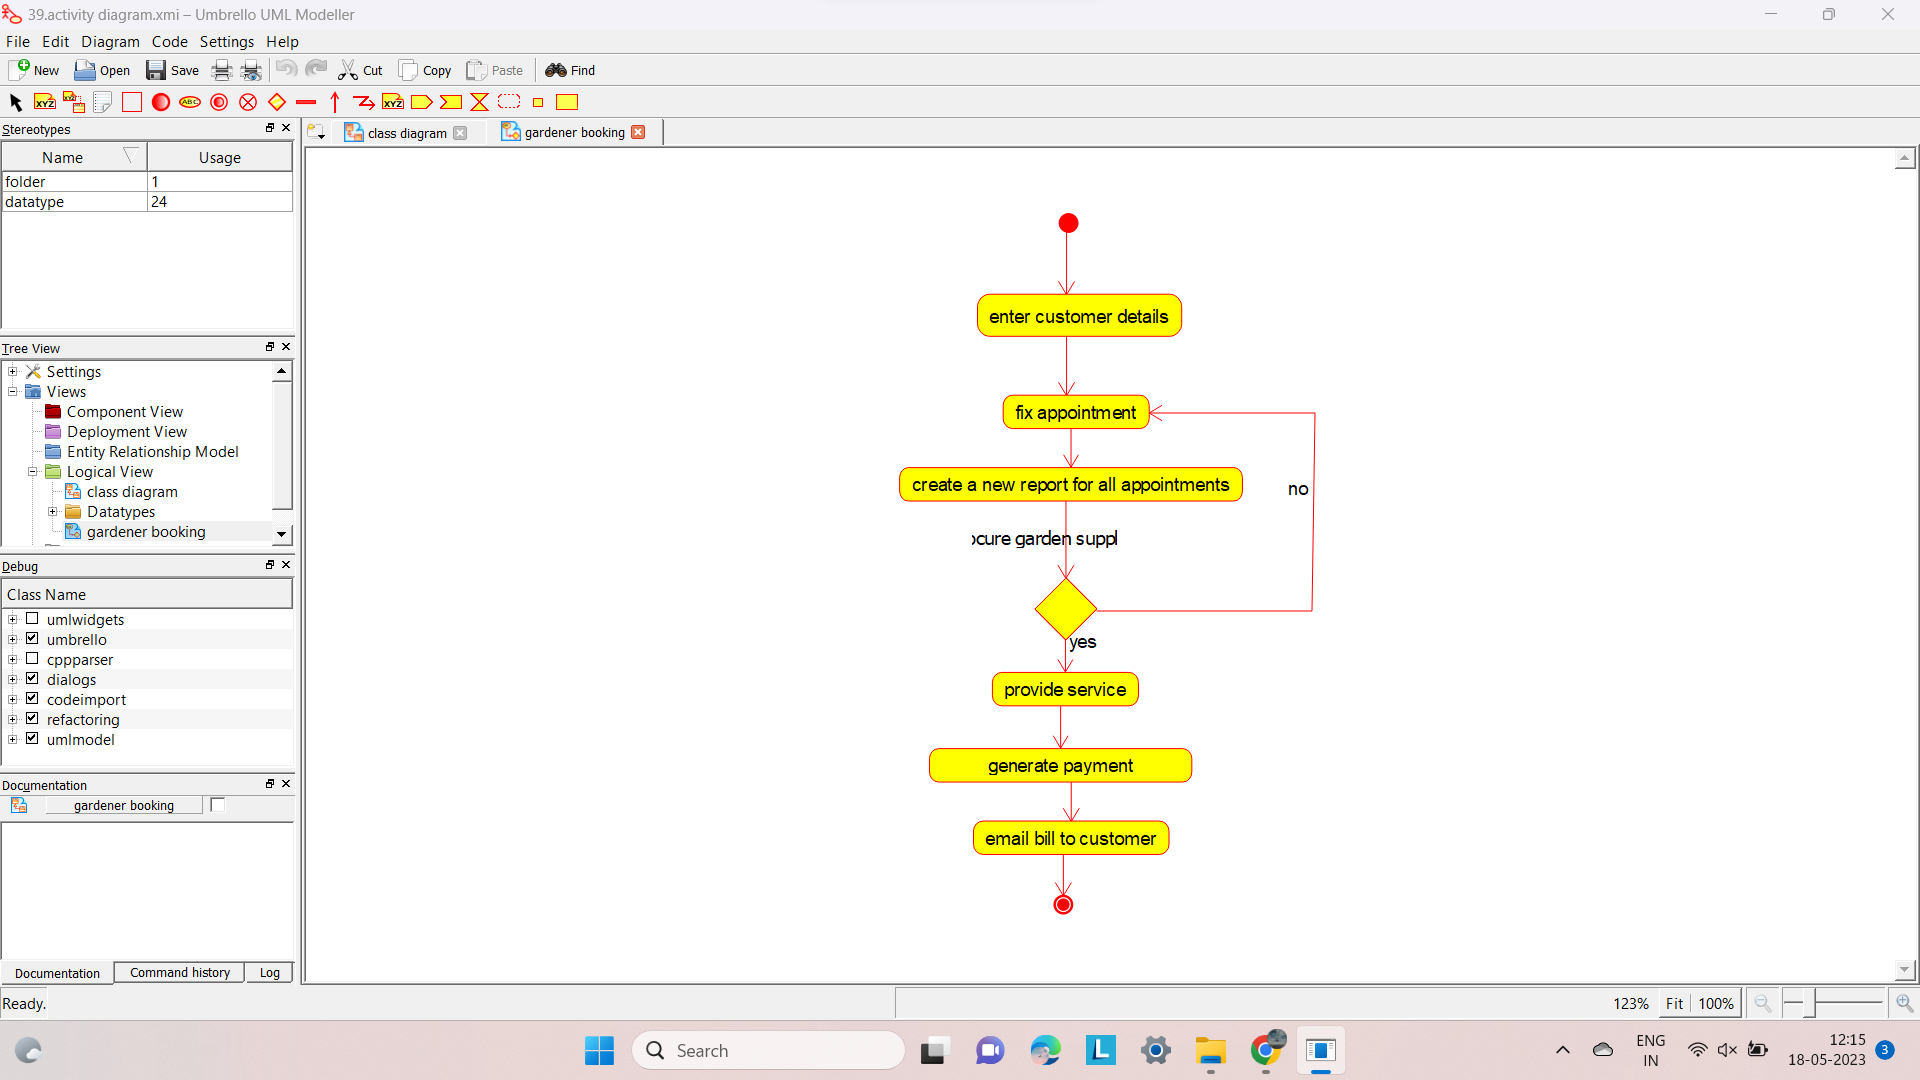 39.activity diagram.xmi – Umbrello UML Modeller
File Edit Diagram Code Settings Help
New Open Save Cut Copy Paste Find
XYZ XYZ ABC XYZ
Stereotypes
class diagram gardener booking
Name Usage
folder 1
datatype 24
Tree View
Settings
Views
Component View
Deployment View
Entity Relationship Model
Logical View
class diagram
Datatypes
gardener booking
Debug
Class Name
umlwidgets
umbrello
cppparser
dialogs
codeimport
refactoring
umlmodel
Documentation
gardener booking
Documentation Command history Log
enter customer details
fix appointment
create a new report for all appointments
no
ocure garden suppl
yes
provide service
generate payment
email bill to customer
Ready.
123% Fit 100%
Search
L
ENG
IN
12:15
18-05-2023
3